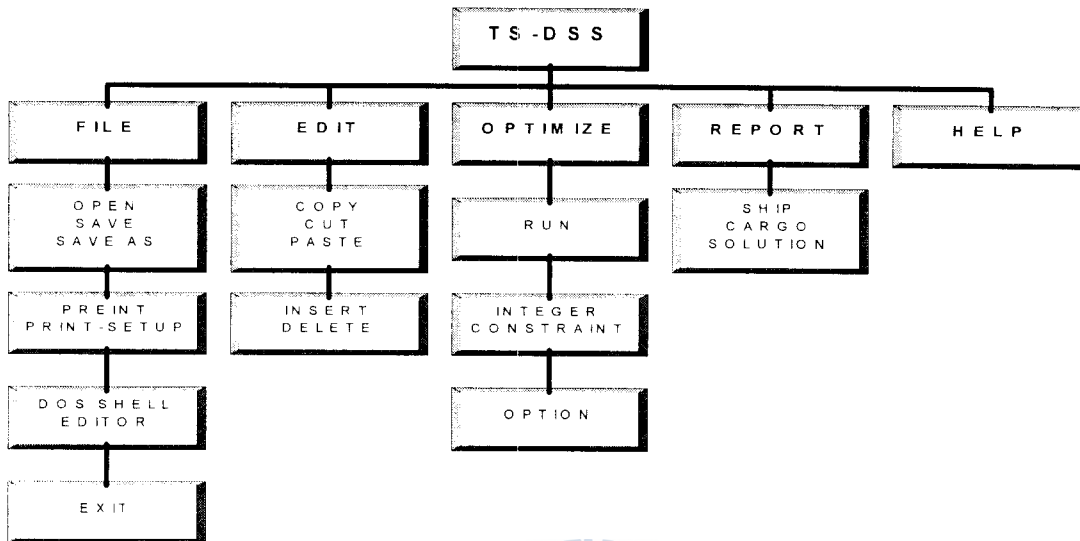 TS-DSS
FILE
EDIT
OPTIMIZE
REPORT
HELP
OPEN
SAVE
SAVE AS
COPY
CUT
PASTE
RUN
SHIP
CARGO
SOLUTION
PREINT
PRINT-SETUP
INSERT
DELETE
INTEGER
CONSTRAINT
DOS SHELL
EDITOR
OPTION
EXIT